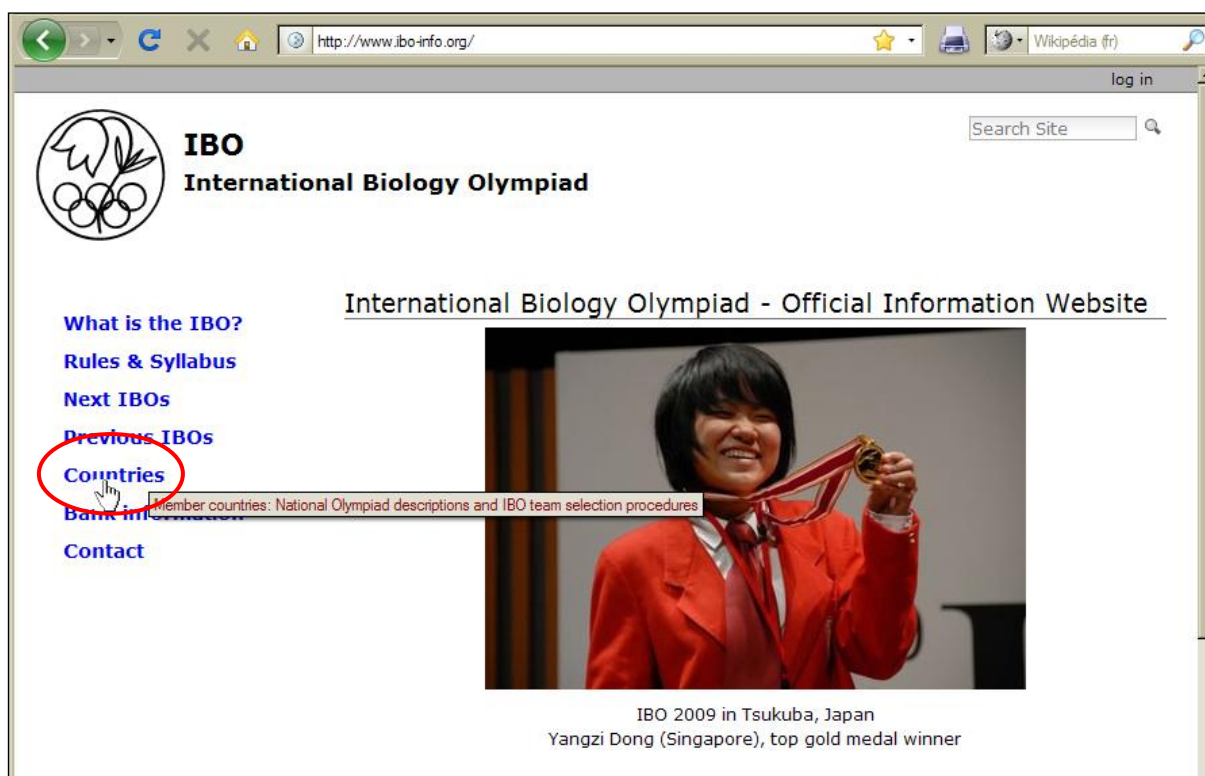 http://www.ibo-info.org/
Wikipédia (fr)
log in
IBO
International Biology Olympiad
Search Site
International Biology Olympiad - Official Information Website
What is the IBO?
Rules & Syllabus
Next IBOs
Previous IBOs
Countries
Member countries: National Olympiad descriptions and IBO team selection procedures
Bank information
Contact
IBO 2009 in Tsukuba, Japan
Yangzi Dong (Singapore), top gold medal winner